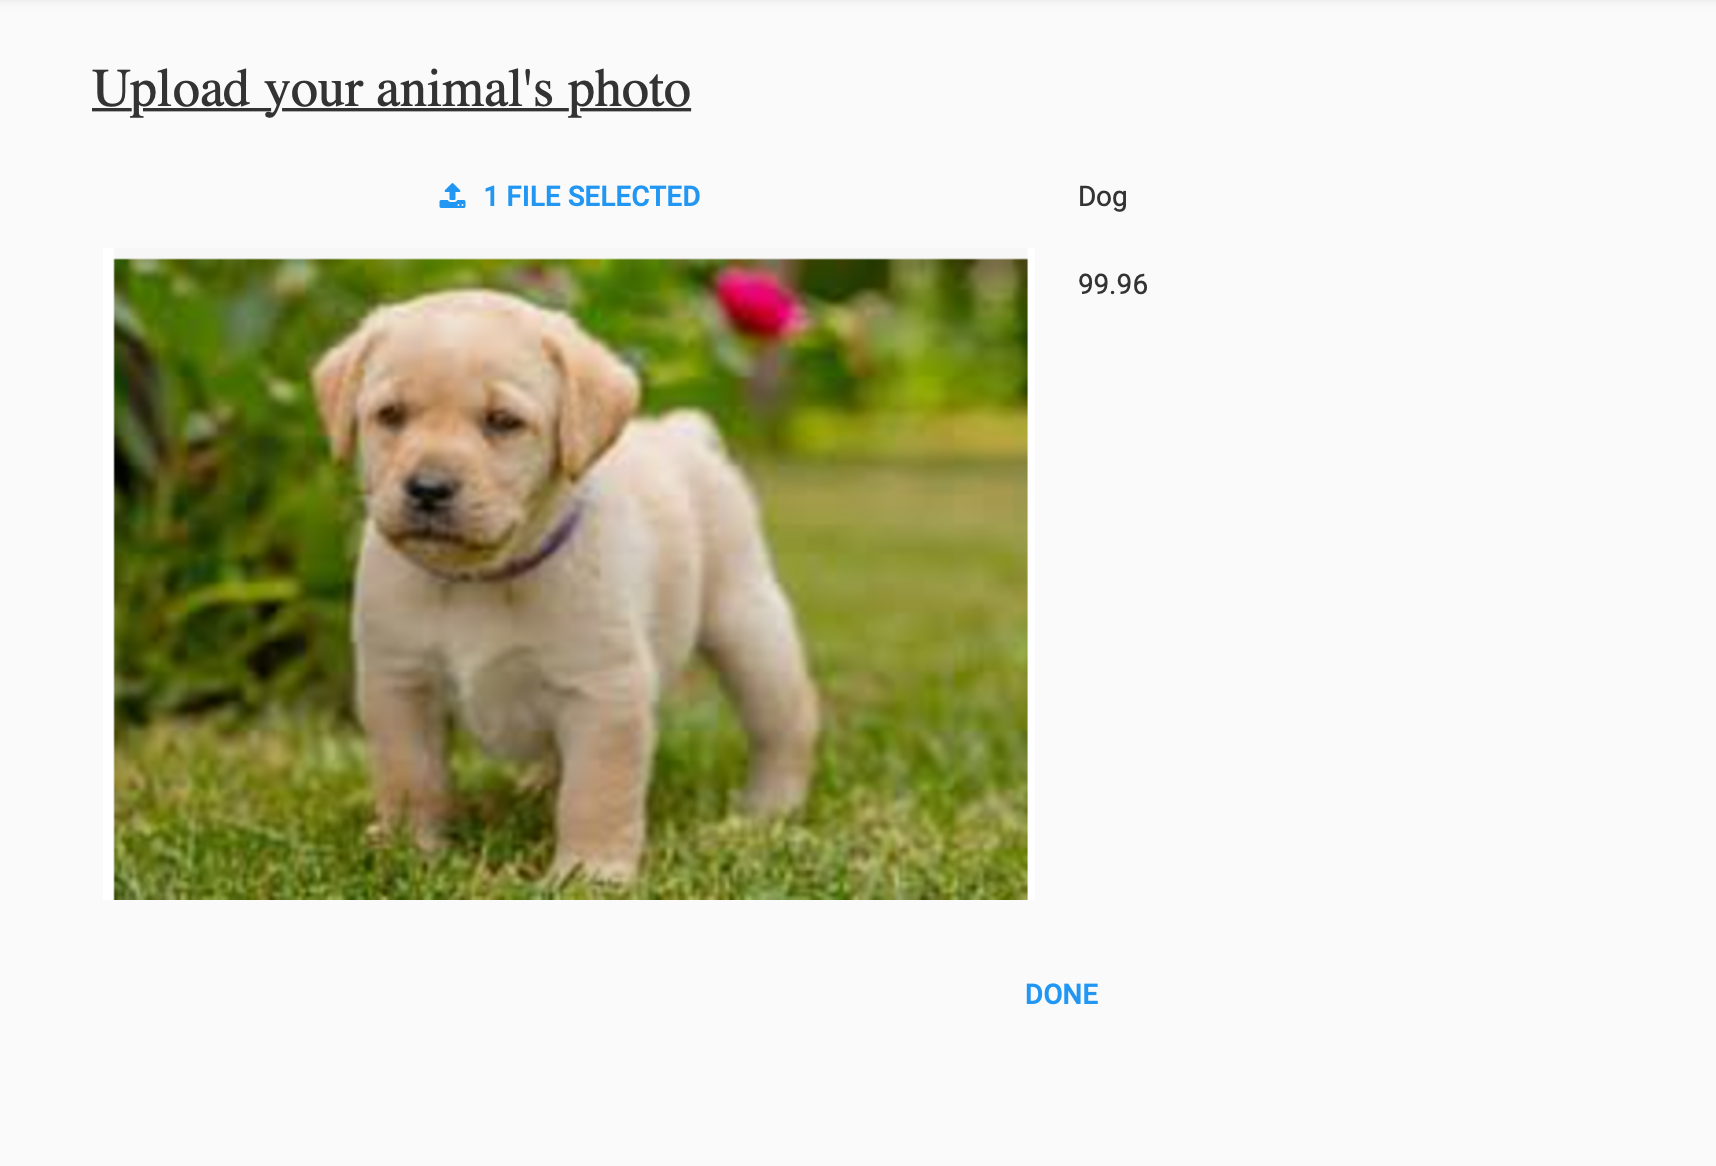 Upload your animal's photo
1 FILE SELECTED
Dog
99.96
DONE